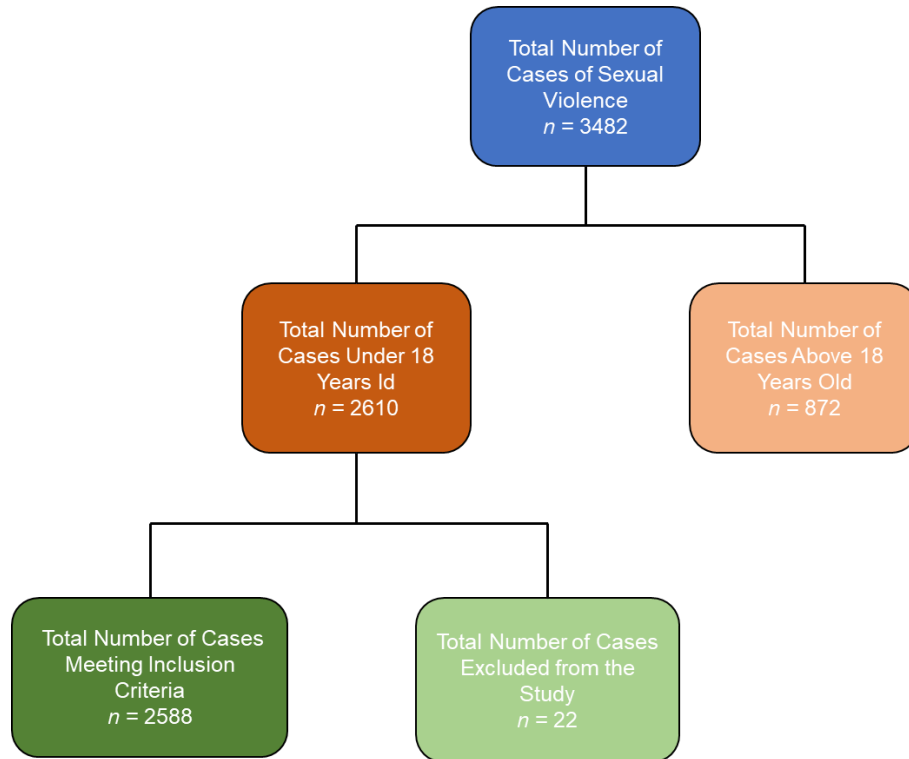 Total Number of
Cases of Sexual
Violence
n = 3482
Total Number of
Cases Under 18
Years Id
n = 2610
Total Number of
Cases Above 18
Years Old
n = 872
Total Number of Cases
Meeting Inclusion
Criteria
n = 2588
Total Number of Cases
Excluded from the
Study
n = 22